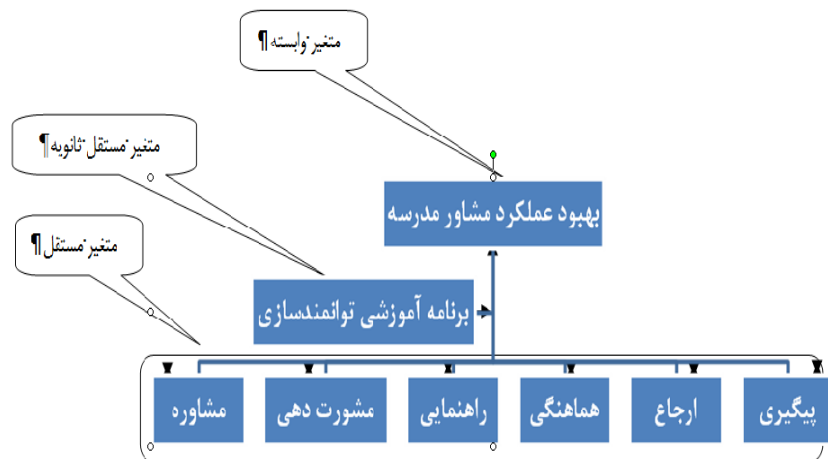 متغیر وابسته ¶
متغیر مستقل ثانویه ¶
بهبود عملکرد مشاور مدرسه
متغیر مستقل ¶
برنامه آموزشی توانمندسازی
پیگیری
ارجاع
هماهنگی
راهنمایی
مشورت دهی
مشاوره